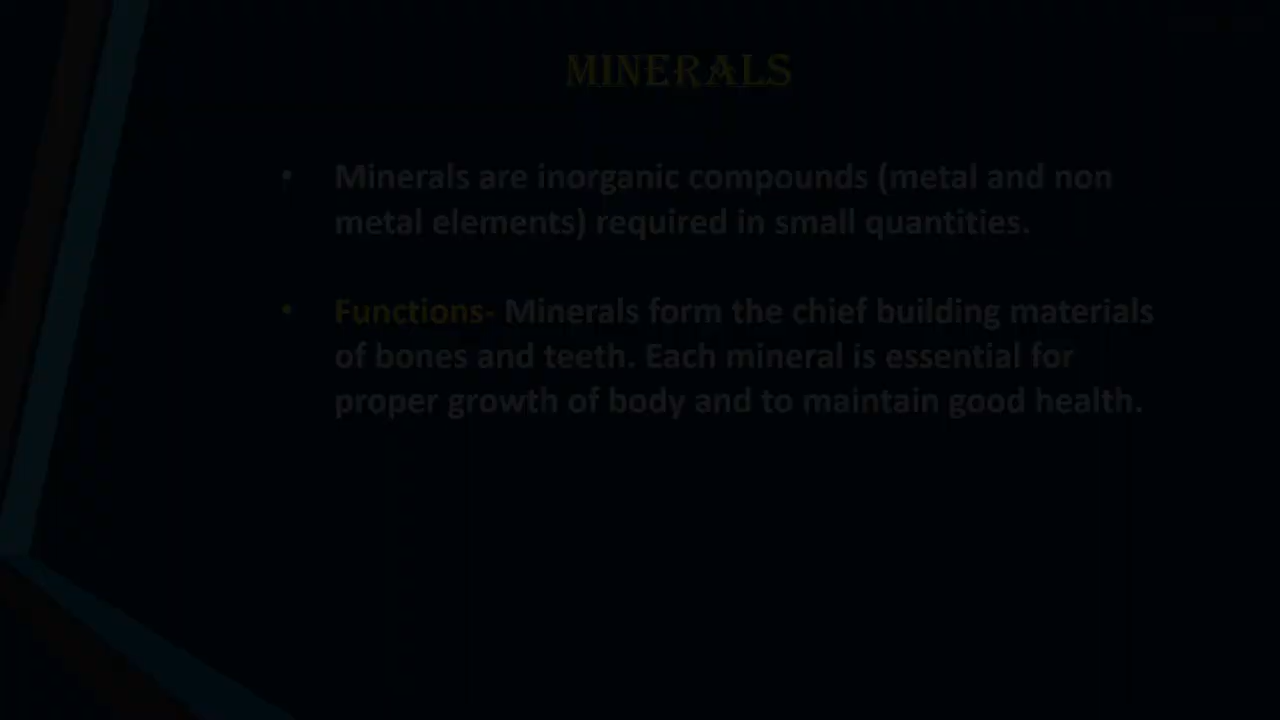 MINERALS
• Minerals are inorganic compounds (metal and non
metal elements) required in small quantities.
• Functions- Minerals form the chief building materials
of bones and teeth. Each mineral is essential for
proper growth of body and to maintain good health.